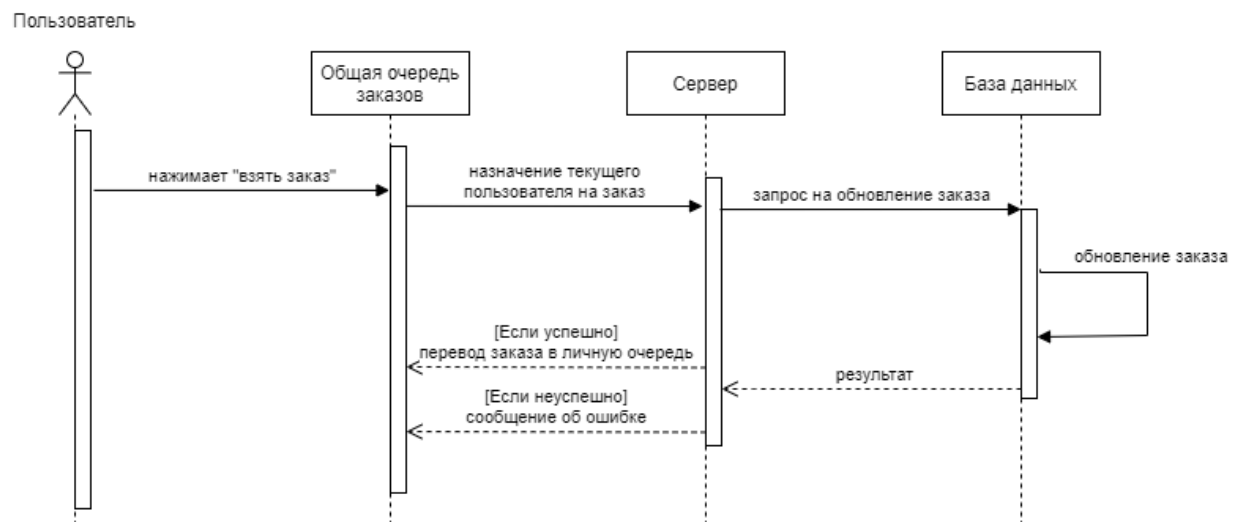 Пользователь
Общая очередь
заказов
Сервер
База данных
нажимает "взять заказ"
назначение текущего
пользователя на заказ
запрос на обновление заказа
обновление заказа
[Если успешно]
перевод заказа в личную очередь
результат
[Если неуспешно]
сообщение об ошибке